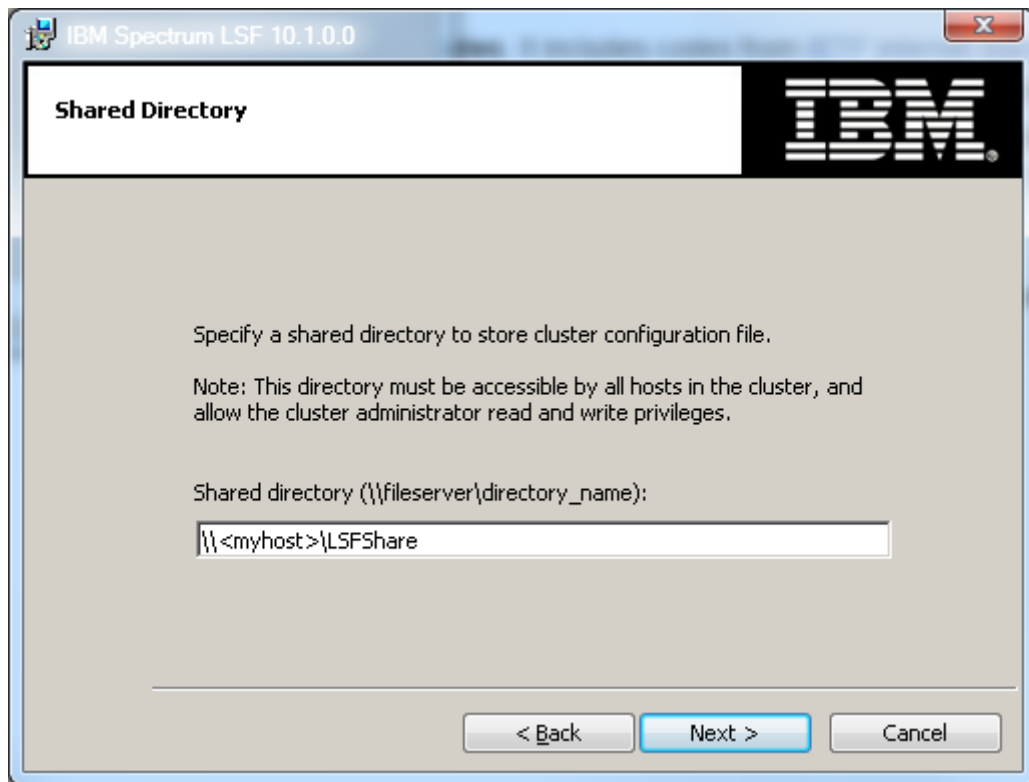 IBM Spectrum LSF 10.1.0.0
Shared Directory
IBM
Specify a shared directory to store cluster configuration file.
Note: This directory must be accessible by all hosts in the cluster, and
allow the cluster administrator read and write privileges.
Shared directory (\\fileserver\directory_name):
\\<myhost>\LSFShare
< Back
Next >
Cancel